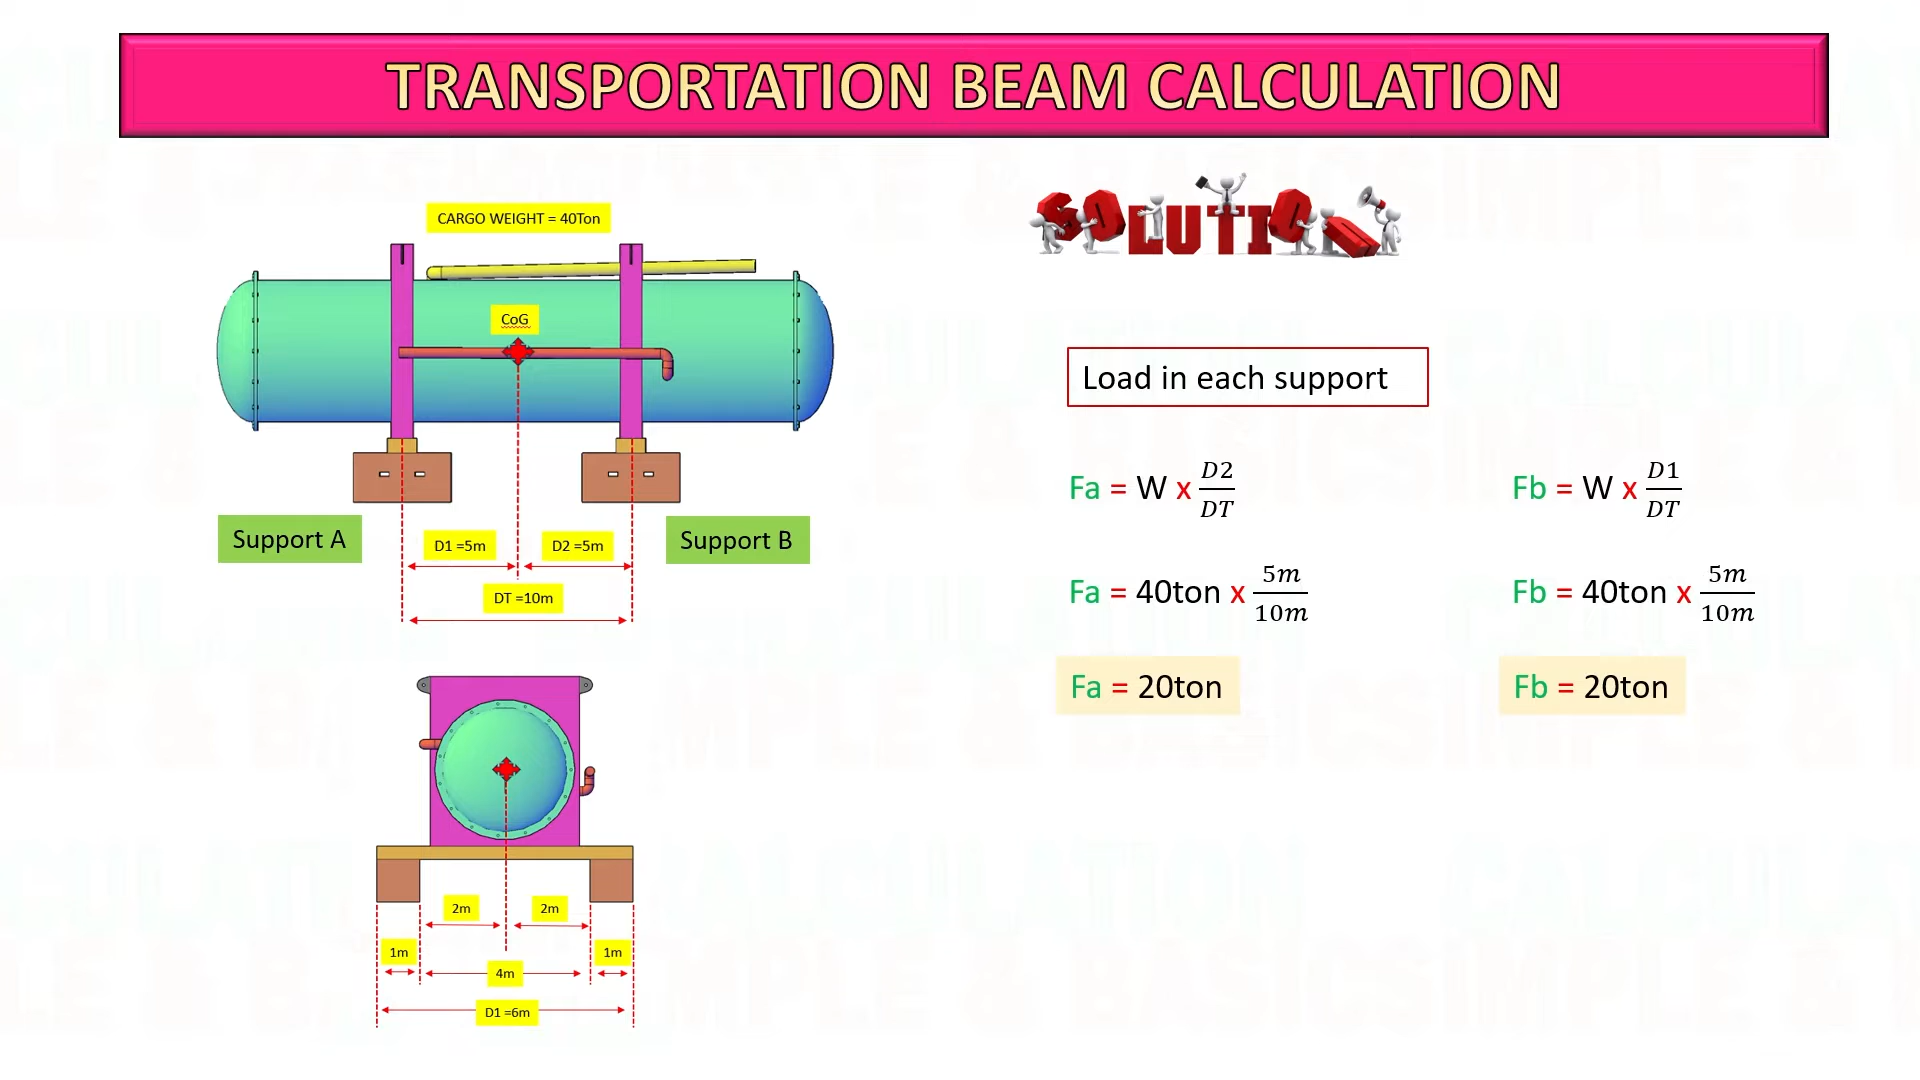 TRANSPORTATION BEAM CALCULATION
CARGO WEIGHT = 40Ton
CoG
Support A
D1 =5m
D2 =5m
Support B
DT =10m
2m
2m
1m
1m
4m
D1 =6m
SOLUTION
Load in each support
Fa = W x D2/DT
Fb = W x D1/DT
Fa = 40ton x 5m/10m
Fb = 40ton x 5m/10m
Fa = 20ton
Fb = 20ton